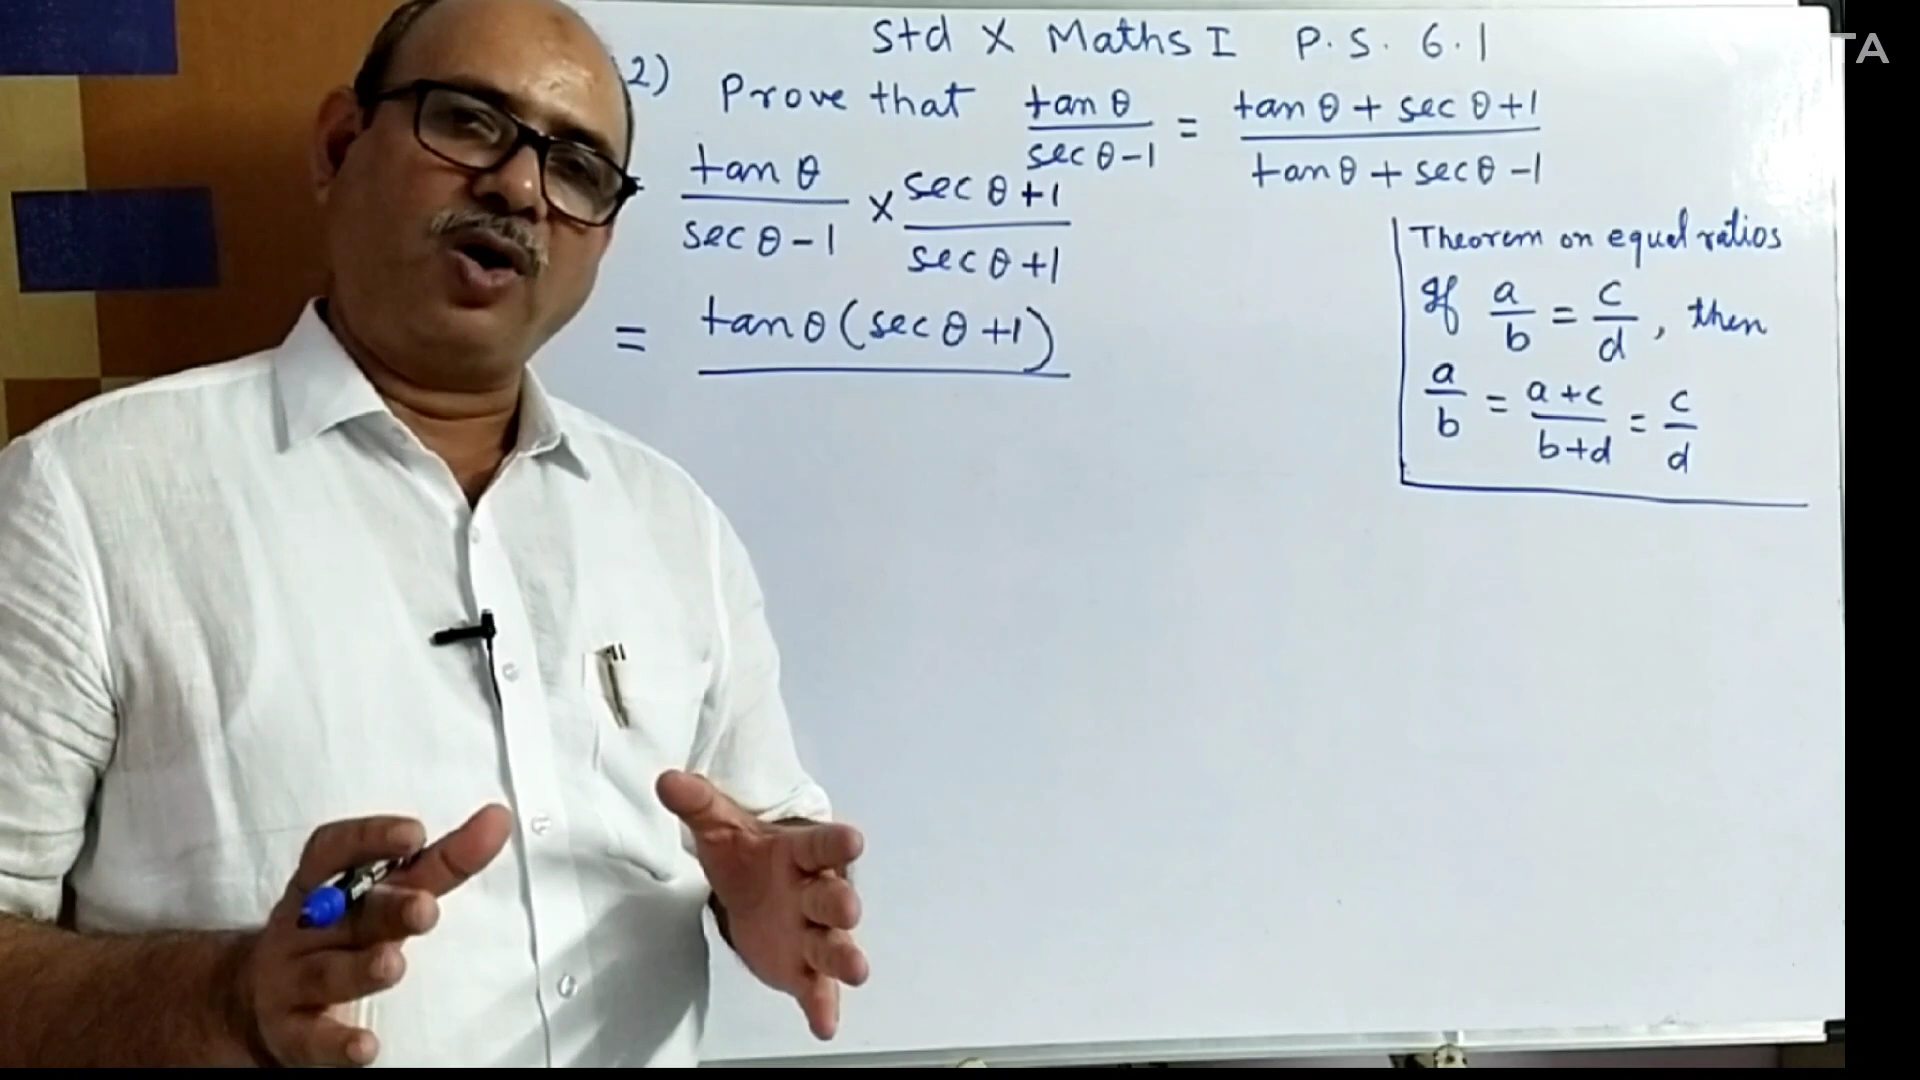 Std X Maths I P.S. 6.1
2) Prove that tan θ / sec θ-1 = tan θ + sec θ+1 / tan θ + sec θ -1
tan θ / sec θ-1 × sec θ+1 / sec θ+1
= tan θ (sec θ +1)
Theorem on equal ratios
If a/b = c/d, then
a/b = a+c/b+d = c/d
TA